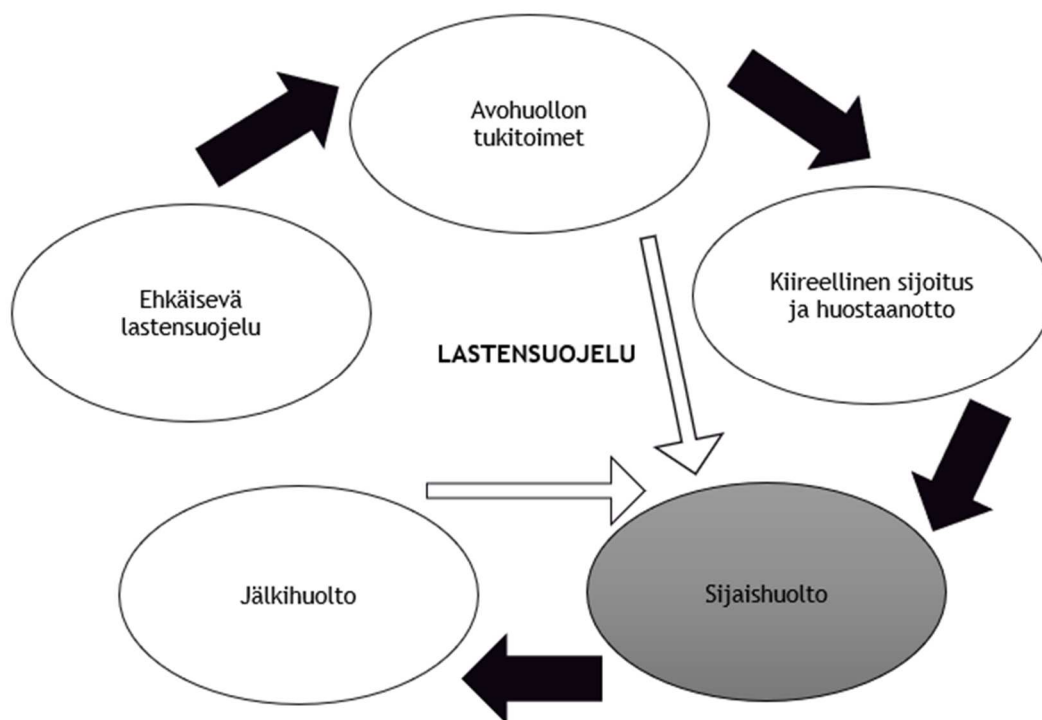 Avohuollon
tukitoimet
Ehkäisevä
lastensuojelu
Kiireellinen sijoitus
ja huostaanotto
LASTENSUOJELU
Jälkihuolto
Sijaishuolto